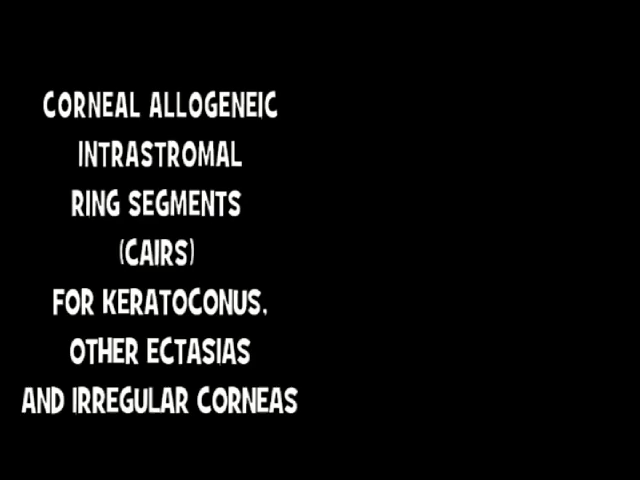 CORNEAL ALLOGENEIC
INTRASTROMAL
RING SEGMENTS
(CAIRS)
FOR KERATOCONUS,
OTHER ECTASIAS
AND IRREGULAR CORNEAS